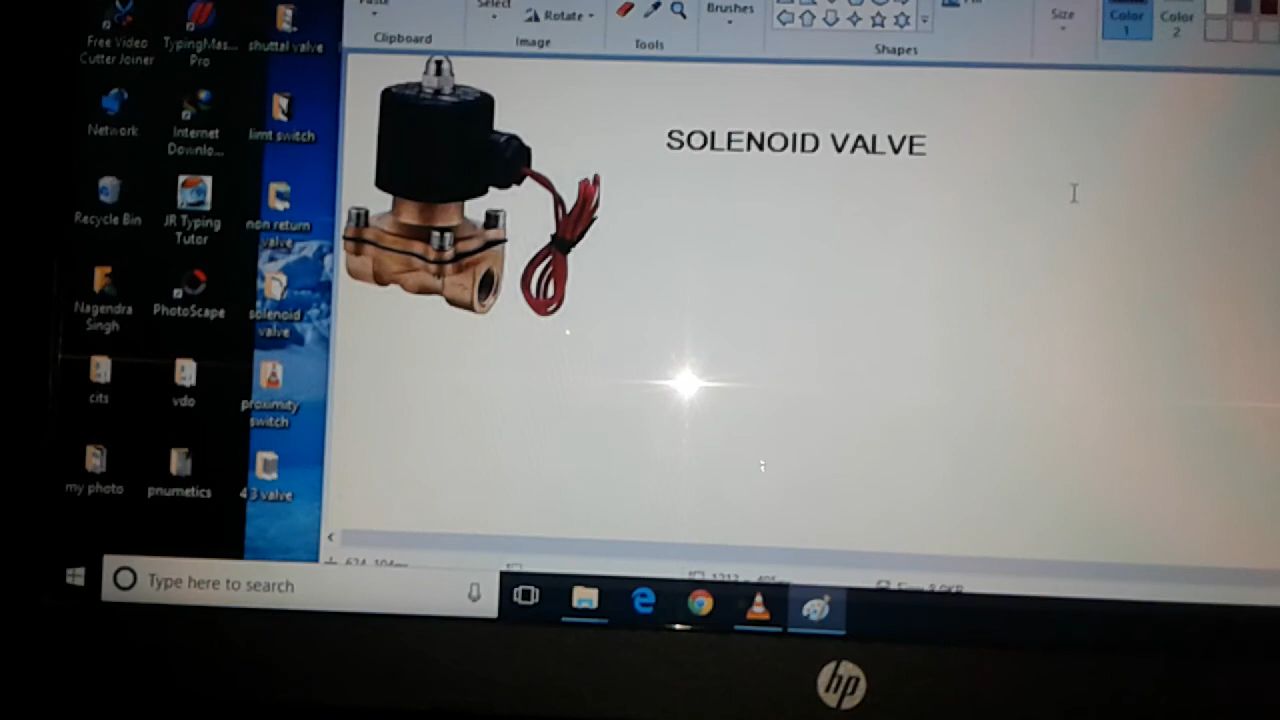 Select
Rotate
Brushes
Size
Color
1
Color
2
Clipboard
Image
Tools
Shapes
Free Video
Cutter Joiner
TypingMas...
Pro
shuttal valve
Network
Internet
Downlo...
limt switch
Recycle Bin
JR Typing
Tutor
non return
valve
Nagendra
Singh
PhotoScape
solenoid
valve
cits
vdo
proximity
switch
my photo
pnumetics
4 3 valve
SOLENOID VALVE
Type here to search
hp